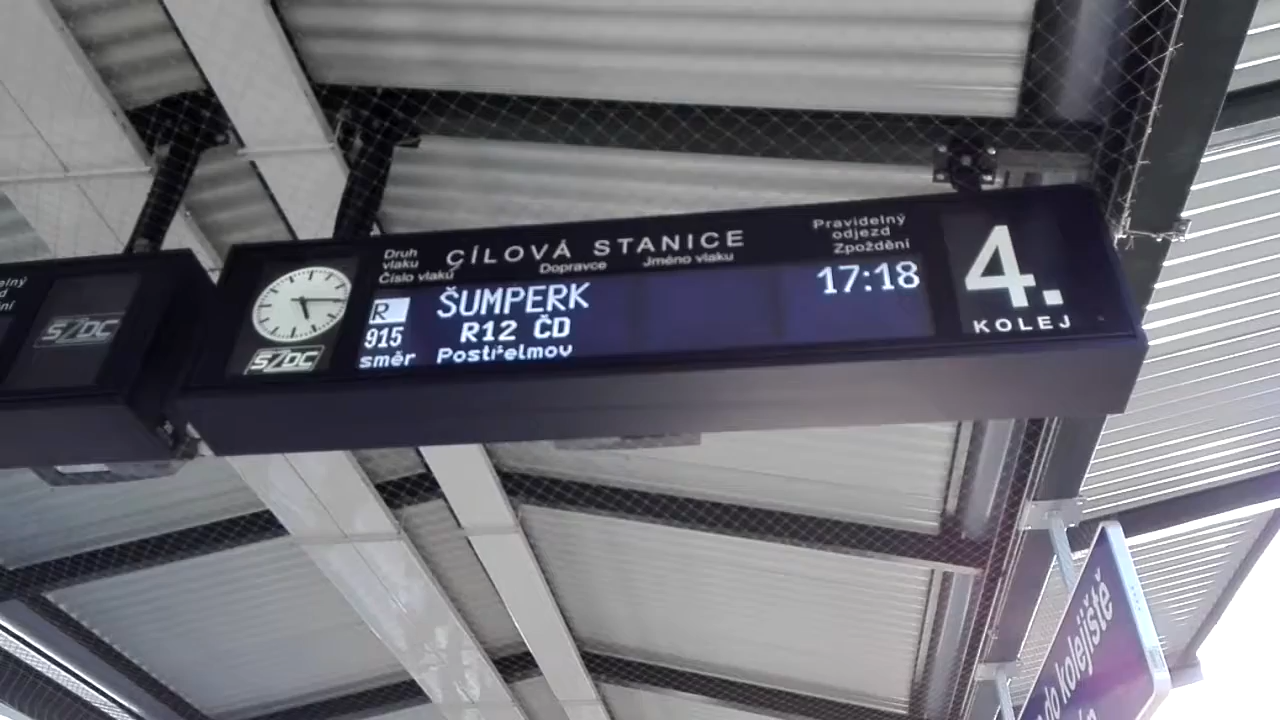 SŽDC
Druh vlaku
Číslo vlaku
CÍLOVÁ STANICE
Dopravce
Jméno vlaku
Pravidelný odjezd
Zpoždění
R
ŠUMPERK
17:18
915
R12 ČD
směr
Postřelmov
SŽDC
4.
KOLEJ
do kolejiště